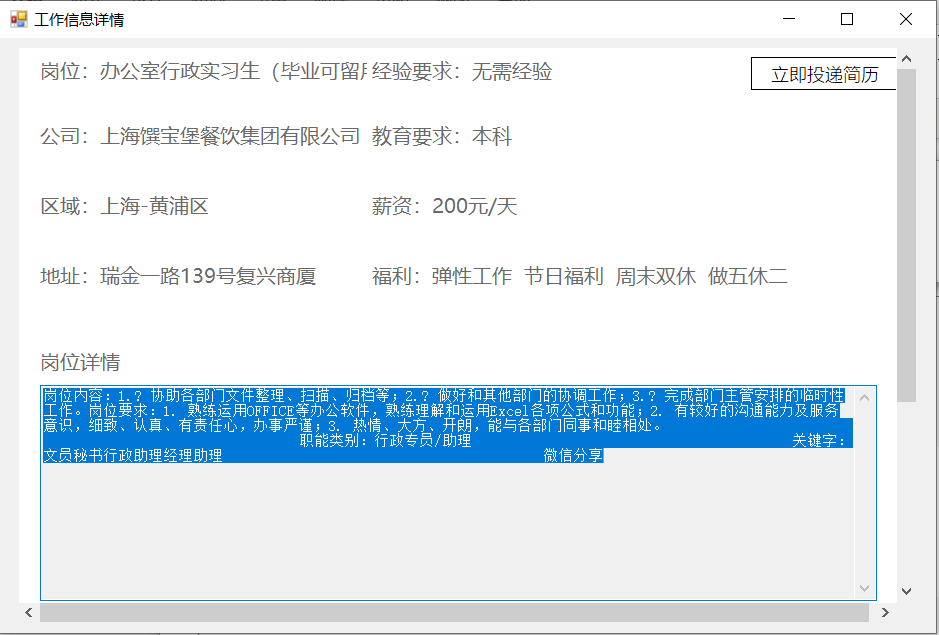 工作信息详情
岗位：办公室行政实习生（毕业可留 经验要求：无需经验
立即投递简历
公司：上海馔宝堡餐饮集团有限公司 教育要求：本科
区域：上海-黄浦区 薪资：200元/天
地址：瑞金一路139号复兴商厦 福利：弹性工作 节日福利 周末双休 做五休二
岗位详情
岗位内容：1.？协助各部门文件整理、扫描、归档等；2.？做好和其他部门的协调工作；3.？完成部门主管安排的临时性
工作。岗位要求：1. 熟练运用OFFICE等办公软件，熟练理解和运用Excel各项公式和功能；2. 有较好的沟通能力及服务
意识，细致、认真、有责任心，办事严谨；3. 热情、大方、开朗，能与各部门同事和睦相处。
职能类别：行政专员/助理 关键字：
文员秘书行政助理经理助理 微信分享